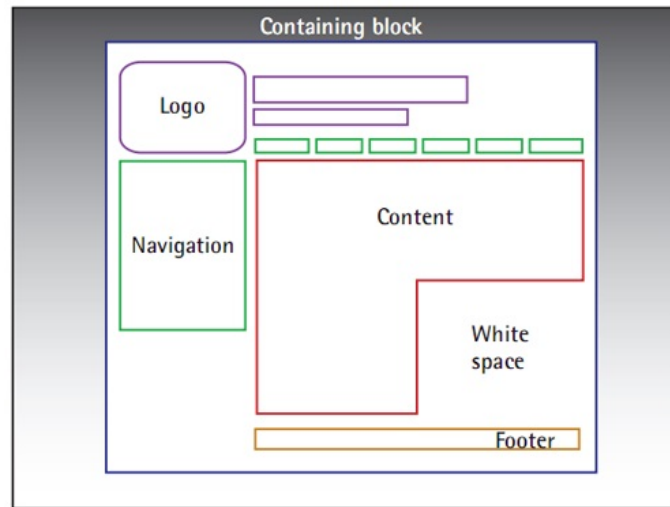 Containing block
Logo
Content
Navigation
White
space
Footer